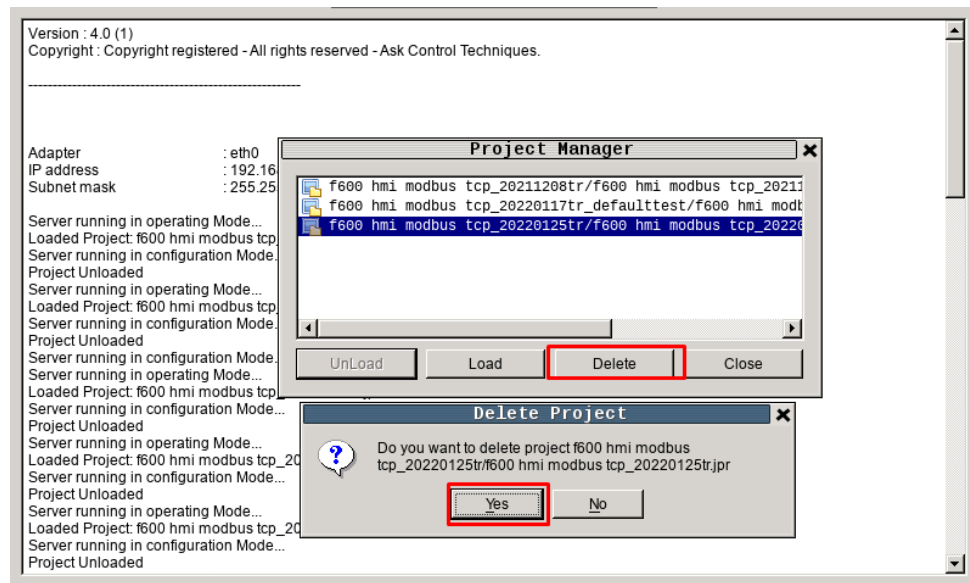 Version : 4.0 (1)
Copyright : Copyright registered - All rights reserved - Ask Control Techniques.
------------------------------------------------------------
Adapter : eth0
IP address : 192.16
Subnet mask : 255.25
Server running in operating Mode...
Loaded Project: f600 hmi modbus tcp_
Server running in configuration Mode.
Project Unloaded
Server running in operating Mode...
Loaded Project: f600 hmi modbus tcp_
Server running in configuration Mode.
Project Unloaded
Server running in configuration Mode.
Server running in operating Mode...
Loaded Project: f600 hmi modbus tcp_
Server running in configuration Mode...
Project Unloaded
Server running in operating Mode...
Loaded Project: f600 hmi modbus tcp_20
Server running in configuration Mode...
Project Unloaded
Server running in operating Mode...
Loaded Project: f600 hmi modbus tcp_20
Server running in configuration Mode...
Project Unloaded
Project Manager
f600 hmi modbus tcp_20211208tr/f600 hmi modbus tcp_20211
f600 hmi modbus tcp_20220117tr_defaulttest/f600 hmi modb
f600 hmi modbus tcp_20220125tr/f600 hmi modbus tcp_20220
UnLoad Load Delete Close
Delete Project
Do you want to delete project f600 hmi modbus
tcp_20220125tr/f600 hmi modbus tcp_20220125tr.jpr
Yes No